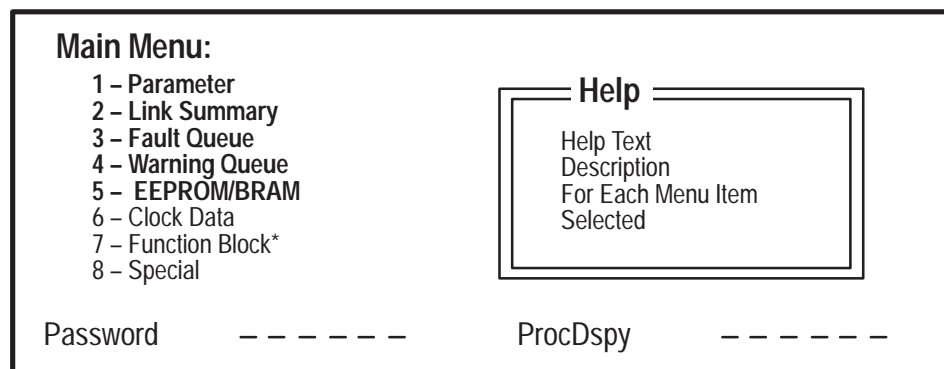 Main Menu:
1 – Parameter
2 – Link Summary
3 – Fault Queue
4 – Warning Queue
5 – EEPROM/BRAM
6 – Clock Data
7 – Function Block*
8 – Special
Help
Help Text
Description
For Each Menu Item
Selected
Password – – – – – –
ProcDspy – – – – – –